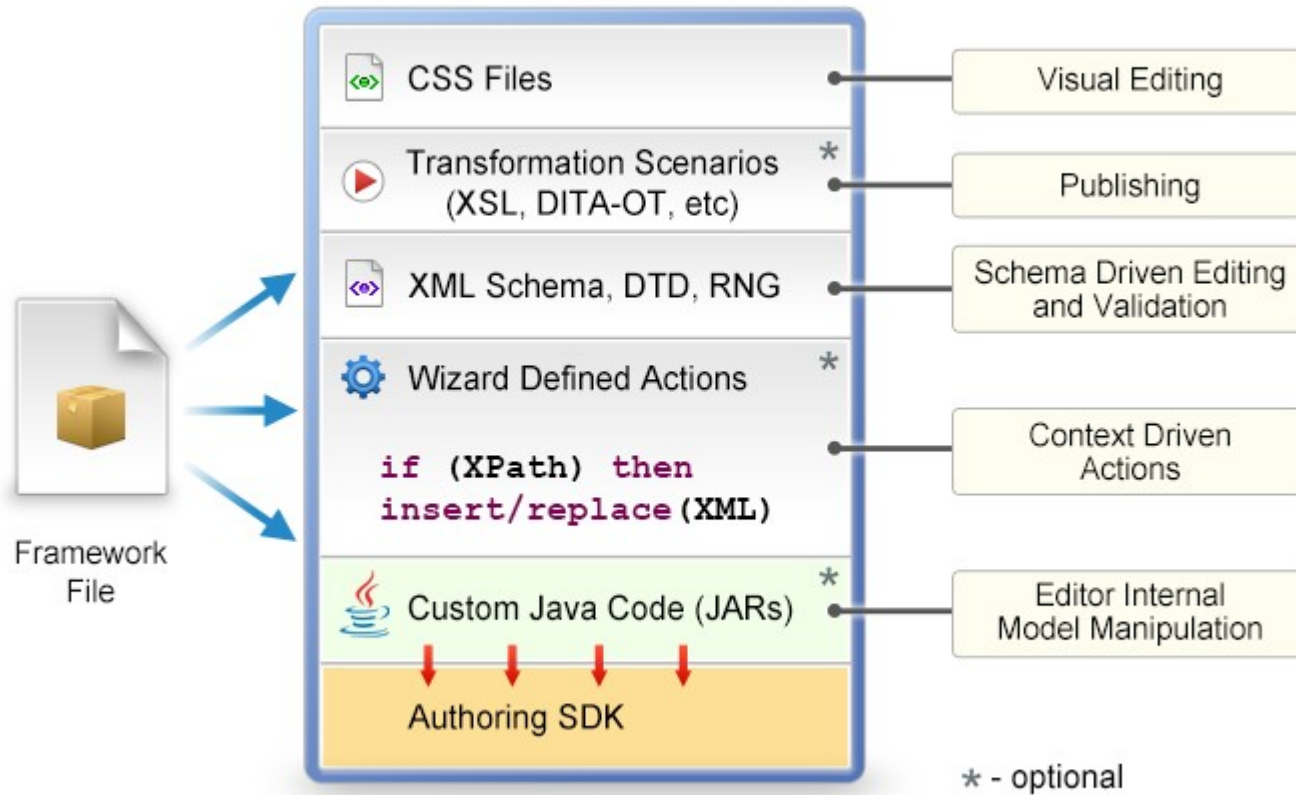 CSS Files
Visual Editing
Transformation Scenarios *
(XSL, DITA-OT, etc)
Publishing
XML Schema, DTD, RNG
Schema Driven Editing
and Validation
Wizard Defined Actions *
if (XPath) then
insert/replace(XML)
Context Driven
Actions
Framework
File
Custom Java Code (JARs) *
Editor Internal
Model Manipulation
Authoring SDK
* - optional